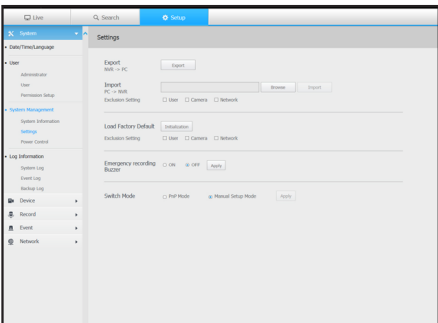 Live
Search
Setup
System
Settings
Date/Time/Language
User
Administrator
User
Permission Setup
System Management
System Information
Settings
Power Control
Log Information
System Log
Event Log
Backup Log
Device
Record
Event
Network
Export
NVR -> PC
Export
Import
PC -> NVR
Browse
Import
Exclusion Setting
User
Camera
Network
Load Factory Default
Initialization
Exclusion Setting
User
Camera
Network
Emergency recording
Buzzer
ON
OFF
Apply
Switch Mode
PnP Mode
Manual Setup Mode
Apply